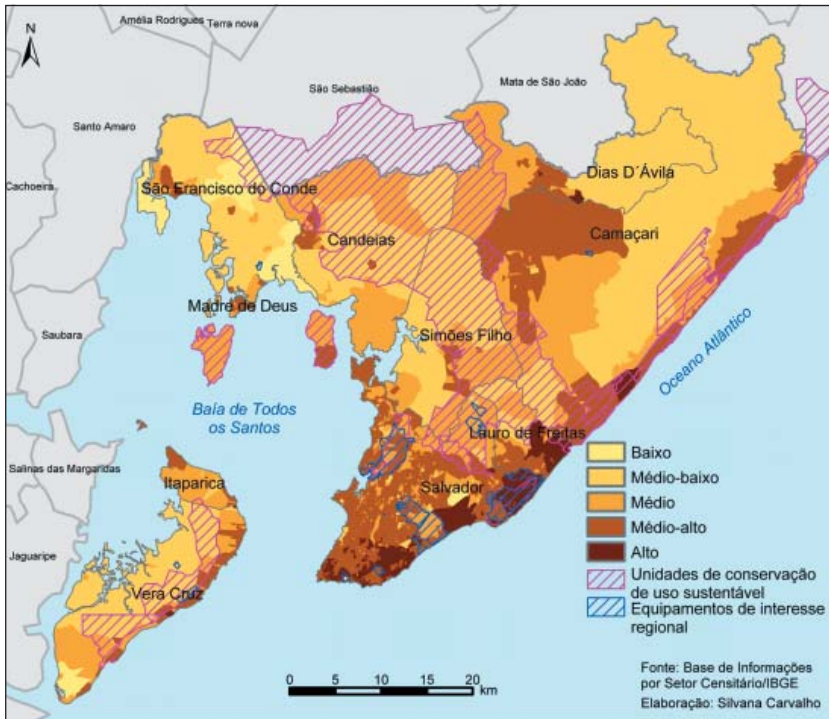 Amélia Rodrigues
Terra nova
N
São Sebastião
Mata de São João
Santo Amaro
Cachoeira
São Francisco do Conde
Dias D´Ávila
Candeias
Camaçari
Madre de Deus
Saubara
Simões Filho
Oceano Atlântico
Baía de Todos
os Santos
Lauro de Freitas
Salinas das Margaridas
Itaparica
Salvador
Jaguaripe
Vera Cruz
Baixo
Médio-baixo
Médio
Médio-alto
Alto
Unidades de conservação
de uso sustentável
Equipamentos de interesse
regional
0 5 10 15 20
km
Fonte: Base de Informações
por Setor Censitário/IBGE
Elaboração: Silvana Carvalho